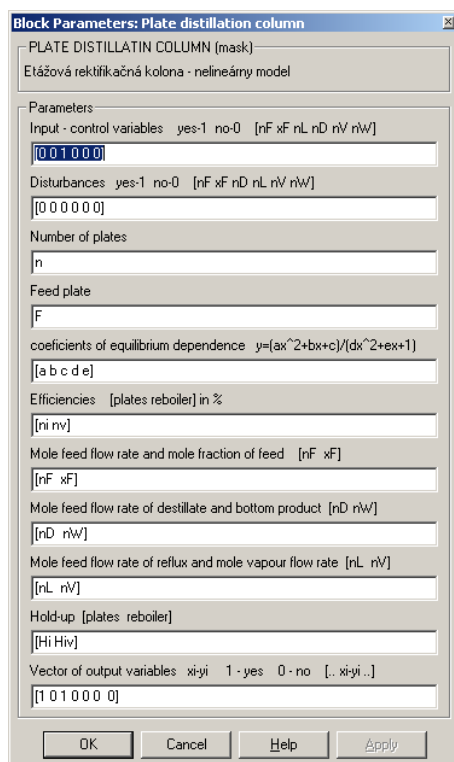 Block Parameters: Plate distillation column
PLATE DISTILLATIN COLUMN (mask)
Etážová rektifikačná kolona - nelineárny model
Parameters
Input - control variables yes-1 no-0 [nF xF nL nD nV nW]
[0 0 1 0 0 0]
Disturbances yes-1 no-0 [nF xF nD nL nV nW]
[0 0 0 0 0 0]
Number of plates
n
Feed plate
F
coeficients of equilibrium dependence y=(ax^2+bx+c)/(dx^2+ex+1)
[a b c d e]
Efficiencies [plates reboiler] in %
[ni nv]
Mole feed flow rate and mole fraction of feed [nF xF]
[nF xF]
Mole feed flow rate of destillate and bottom product [nD nW]
[nD nW]
Mole feed flow rate of reflux and mole vapour flow rate [nL nV]
[nL nV]
Hold-up [plates reboiler]
[Hi Hiv]
Vector of output variables xi-yi 1 - yes 0 - no [.. xi-yi ..]
[1 0 1 0 0 0 0]
OK Cancel Help Apply